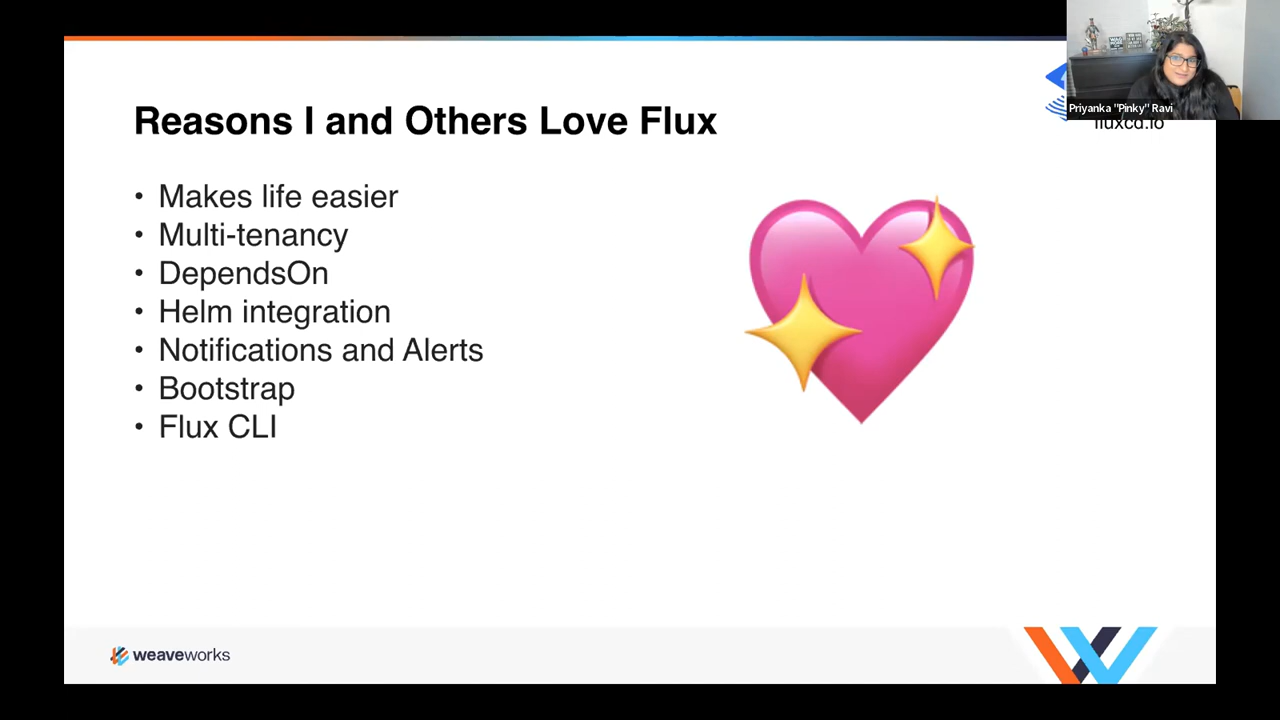 Reasons I and Others Love Flux
Priyanka "Pinky" Ravi
fluxcd.io
• Makes life easier
• Multi-tenancy
• DependsOn
• Helm integration
• Notifications and Alerts
• Bootstrap
• Flux CLI
weaveworks